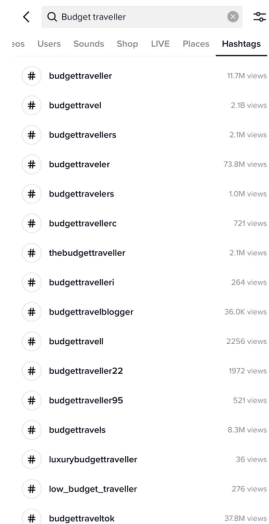 Budget traveller
eos Users Sounds Shop LIVE Places Hashtags
# budgettraveller 11.7M views
# budgettravel 2.1B views
# budgettravellers 2.1M views
# budgettraveler 73.8M views
# budgettravelers 1.0M views
# budgettravellerc 721 views
# thebudgettraveller 2.1M views
# budgettravelleri 264 views
# budgettravelblogger 36.0K views
# budgettravell 2256 views
# budgettraveller22 1972 views
# budgettraveller95 521 views
# budgettravels 8.3M views
# luxurybudgettraveller 36 views
# low_budget_traveller 276 views
# budgettraveltok 37.8M views